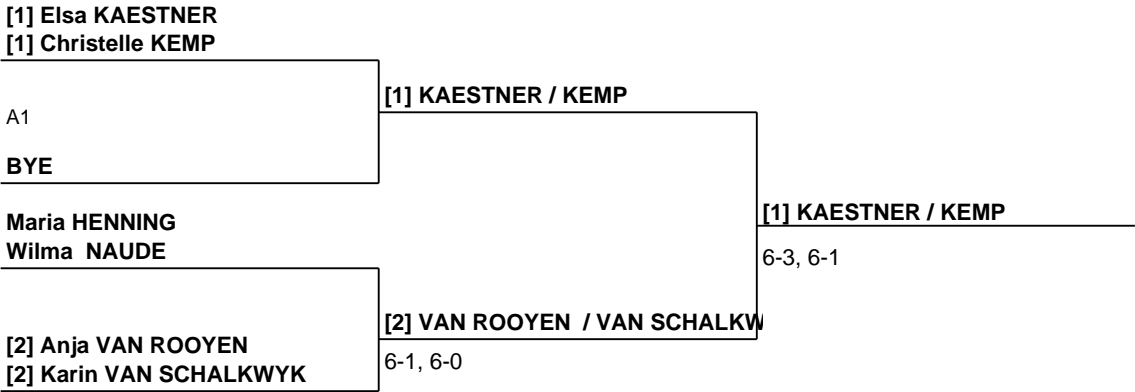 [1] Elsa KAESTNER
[1] Christelle KEMP
[1] KAESTNER / KEMP
A1
BYE
Maria HENNING
Wilma NAUDE
[1] KAESTNER / KEMP
6-3, 6-1
[2] VAN ROOYEN / VAN SCHALKW
[2] Anja VAN ROOYEN
[2] Karin VAN SCHALKWYK
6-1, 6-0